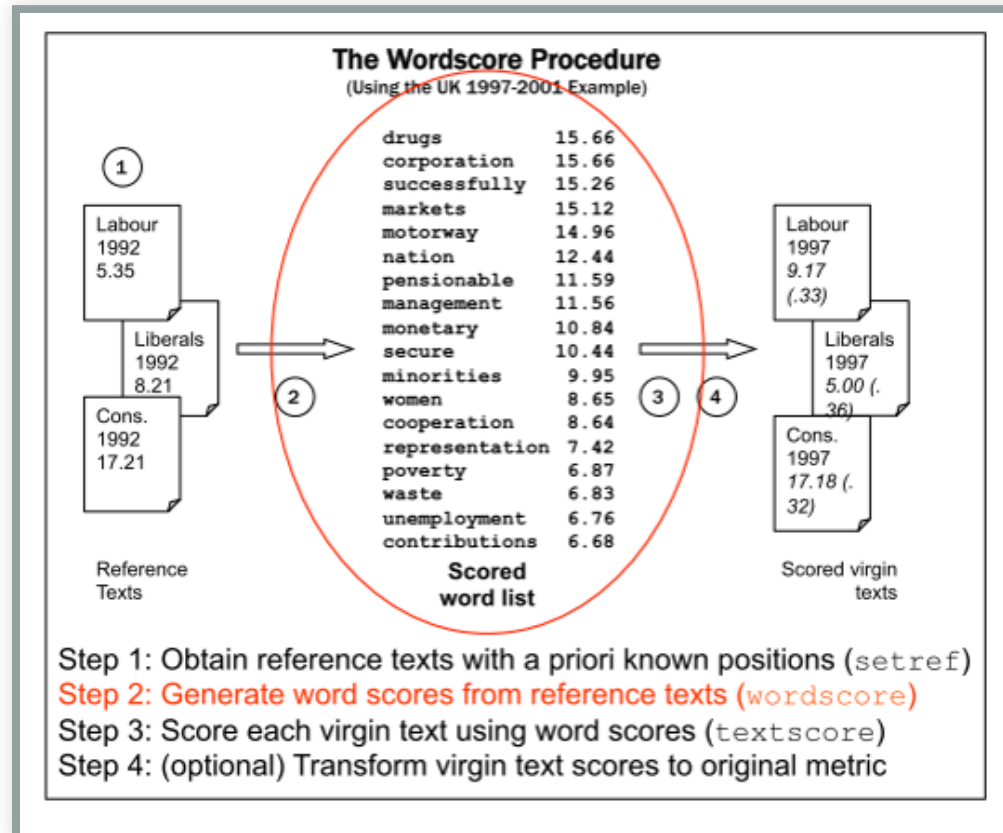 The Wordscore Procedure
(Using the UK 1997-2001 Example)
1
Labour
1992
5.35
Liberals
1992
8.21
Cons.
1992
17.21
Reference
Texts
2
drugs 15.66
corporation 15.66
successfully 15.26
markets 15.12
motorway 14.96
nation 12.44
pensionable 11.59
management 11.56
monetary 10.84
secure 10.44
minorities 9.95
women 8.65
cooperation 8.64
representation 7.42
poverty 6.87
waste 6.83
unemployment 6.76
contributions 6.68
Scored
word list
3
4
Labour
1997
9.17
(.33)
Liberals
1997
5.00 (.
36)
Cons.
1997
17.18 (.
32)
Scored virgin
texts
Step 1: Obtain reference texts with a priori known positions (setref)
Step 2: Generate word scores from reference texts (wordscore)
Step 3: Score each virgin text using word scores (textscore)
Step 4: (optional) Transform virgin text scores to original metric